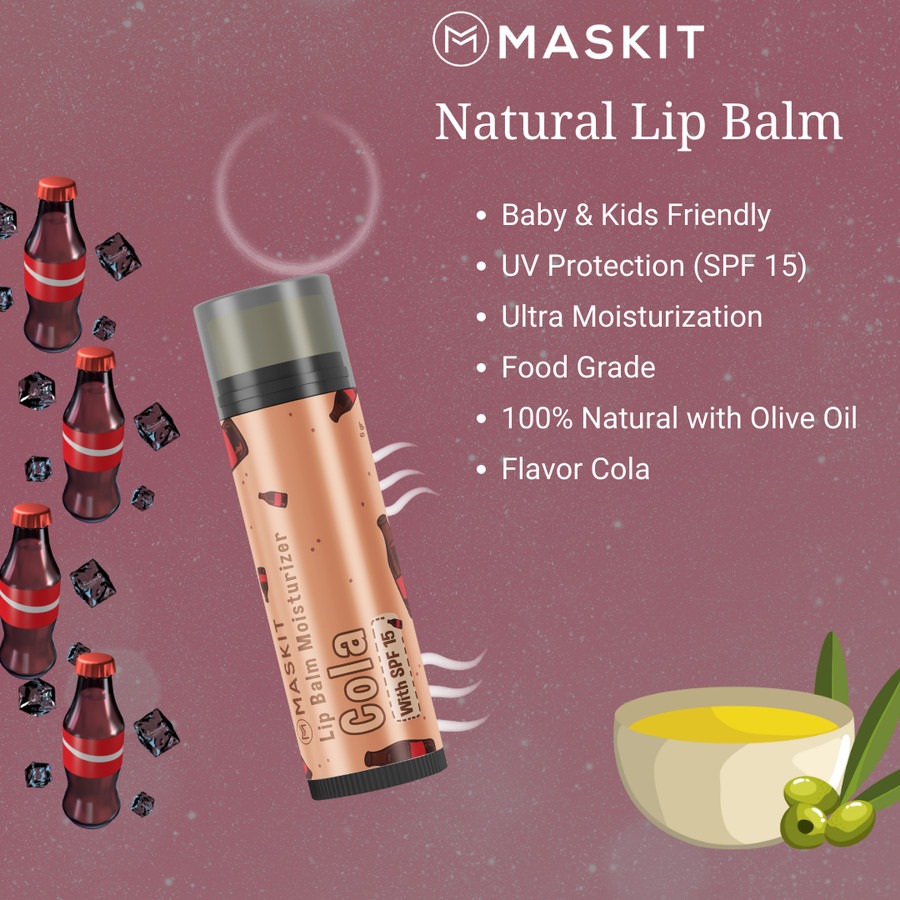 MASKIT
Natural Lip Balm
• Baby & Kids Friendly
• UV Protection (SPF 15)
• Ultra Moisturization
• Food Grade
• 100% Natural with Olive Oil
• Flavor Cola
MASKIT
Lip Balm Moisturizer
Cola
With SPF 15